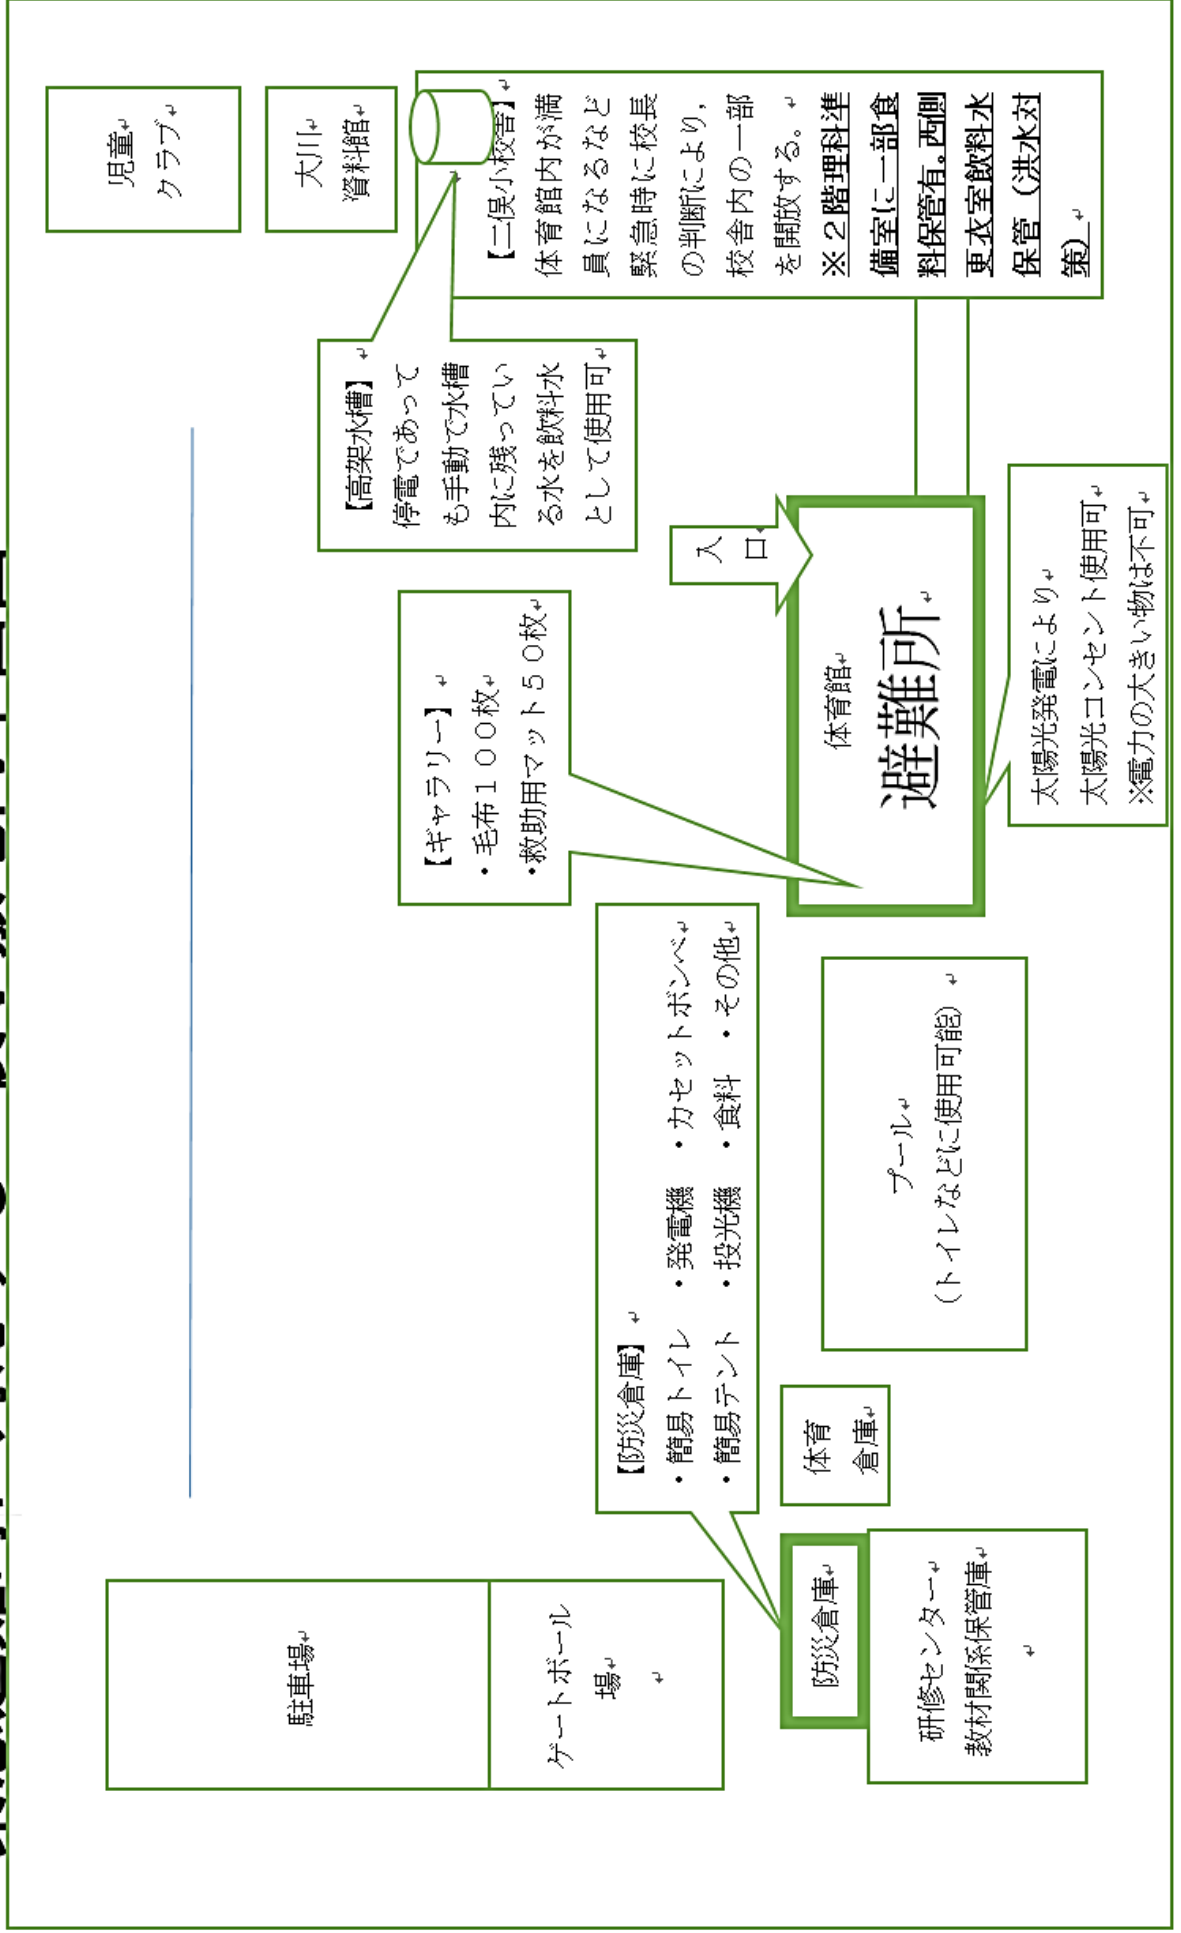 児童
クラブ
大川
資料館
【二俣小校舎】
体育館内が満
員になるなど
緊急時に校長
の判断により，
校舎内の一部
を開放する。
※２階理科準
備室に一部食
料保管有。西側
更衣室飲料水
保管（洪水対
策）
【高架水槽】
停電であって
も手動で水槽
内に残ってい
る水を飲料水
として使用可
入
口
【ギャラリー】
・毛布１００枚
・救助用マット５０枚
体育館
避難所
太陽光発電により
太陽光コンセント使用可
※電力の大きい物は不可
【防災倉庫】
・簡易トイレ　・発電機　・カセットボンベ
・簡易テント　・投光機　・食料　・その他
プール
（トイレなどに使用可能）
体育
倉庫
駐車場
ゲートボール
場
防災倉庫
研修センター
教材関係保管庫